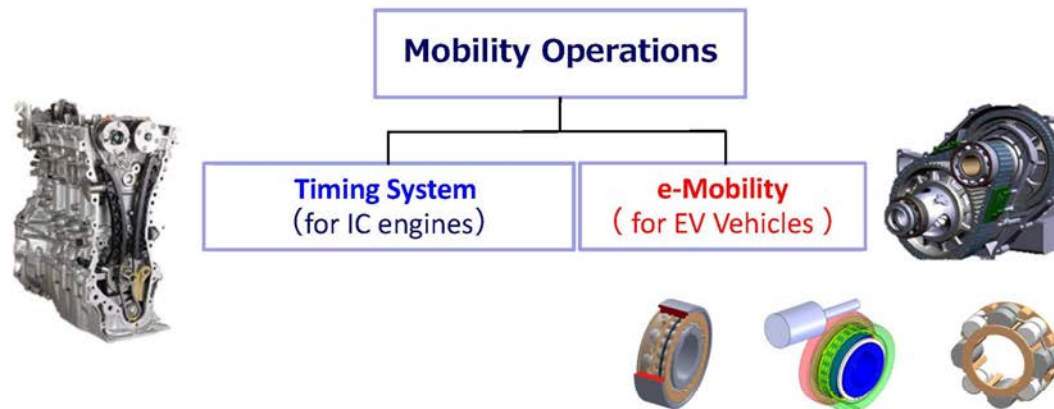 Mobility Operations
Timing System
（for IC engines）
e-Mobility
（ for EV Vehicles ）